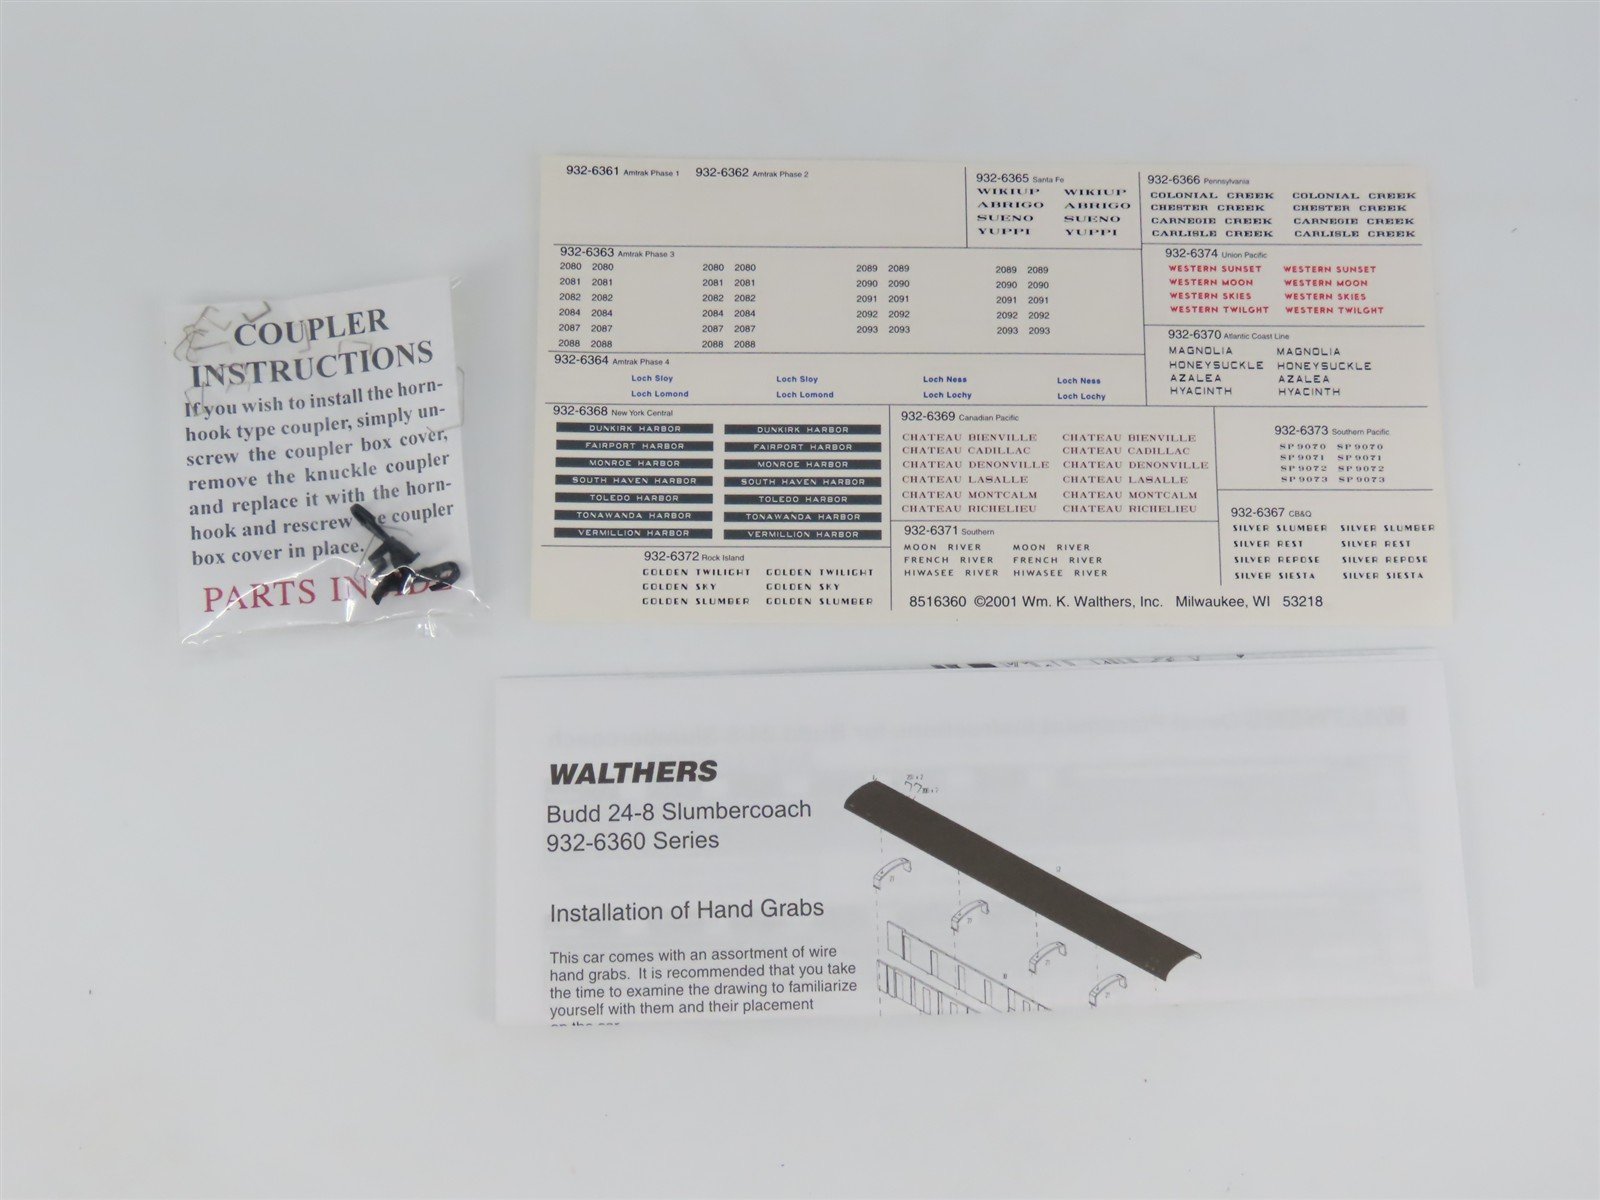 COUPLER
INSTRUCTIONS
If you wish to install the horn-
hook type coupler, simply un-
screw the coupler box cover,
remove the knuckle coupler
and replace it with the horn-
hook and rescrew the coupler
box cover in place.
PARTS INSIDE
932-6361 Amtrak Phase 1 932-6362 Amtrak Phase 2
932-6365 Santa Fe
WIKIUP WIKIUP
ABRIGO ABRIGO
SUENO SUENO
YUPPI YUPPI
932-6366 Pennsylvania
COLONIAL CREEK COLONIAL CREEK
CHESTER CREEK CHESTER CREEK
CARNEGIE CREEK CARNEGIE CREEK
CARLISLE CREEK CARLISLE CREEK
932-6363 Amtrak Phase 3
2080 2080 2080 2080 2089 2089 2089 2089
2081 2081 2081 2081 2090 2090 2090 2090
2082 2082 2082 2082 2091 2091 2091 2091
2084 2084 2084 2084 2092 2092 2092 2092
2087 2087 2087 2087 2093 2093 2093 2093
2088 2088 2088 2088
932-6374 Union Pacific
WESTERN SUNSET WESTERN SUNSET
WESTERN MOON WESTERN MOON
WESTERN SKIES WESTERN SKIES
WESTERN TWILGHT WESTERN TWILGHT
932-6370 Atlantic Coast Line
MAGNOLIA MAGNOLIA
HONEYSUCKLE HONEYSUCKLE
AZALEA AZALEA
HYACINTH HYACINTH
932-6364 Amtrak Phase 4
Loch Sloy Loch Sloy Loch Ness Loch Ness
Loch Lomond Loch Lomond Loch Lochy Loch Lochy
932-6368 New York Central
DUNKIRK HARBOR DUNKIRK HARBOR
FAIRPORT HARBOR FAIRPORT HARBOR
MONROE HARBOR MONROE HARBOR
SOUTH HAVEN HARBOR SOUTH HAVEN HARBOR
TOLEDO HARBOR TOLEDO HARBOR
TONAWANDA HARBOR TONAWANDA HARBOR
VERMILLION HARBOR VERMILLION HARBOR
932-6369 Canadian Pacific
CHATEAU BIENVILLE CHATEAU BIENVILLE
CHATEAU CADILLAC CHATEAU CADILLAC
CHATEAU DENONVILLE CHATEAU DENONVILLE
CHATEAU LASALLE CHATEAU LASALLE
CHATEAU MONTCALM CHATEAU MONTCALM
CHATEAU RICHELIEU CHATEAU RICHELIEU
932-6373 Southern Pacific
SP 9070 SP 9070
SP 9071 SP 9071
SP 9072 SP 9072
SP 9073 SP 9073
932-6367 CB&Q
SILVER SLUMBER SILVER SLUMBER
SILVER REST SILVER REST
SILVER REPOSE SILVER REPOSE
SILVER SIESTA SILVER SIESTA
932-6371 Southern
MOON RIVER MOON RIVER
FRENCH RIVER FRENCH RIVER
HIWASEE RIVER HIWASEE RIVER
932-6372 Rock Island
GOLDEN TWILIGHT GOLDEN TWILIGHT
GOLDEN SKY GOLDEN SKY
GOLDEN SLUMBER GOLDEN SLUMBER
8516360 ©2001 Wm. K. Walthers, Inc. Milwaukee, WI 53218
WALTHERS
Budd 24-8 Slumbercoach
932-6360 Series
Installation of Hand Grabs
This car comes with an assortment of wire
hand grabs. It is recommended that you take
the time to examine the drawing to familiarize
yourself with them and their placement
on the car